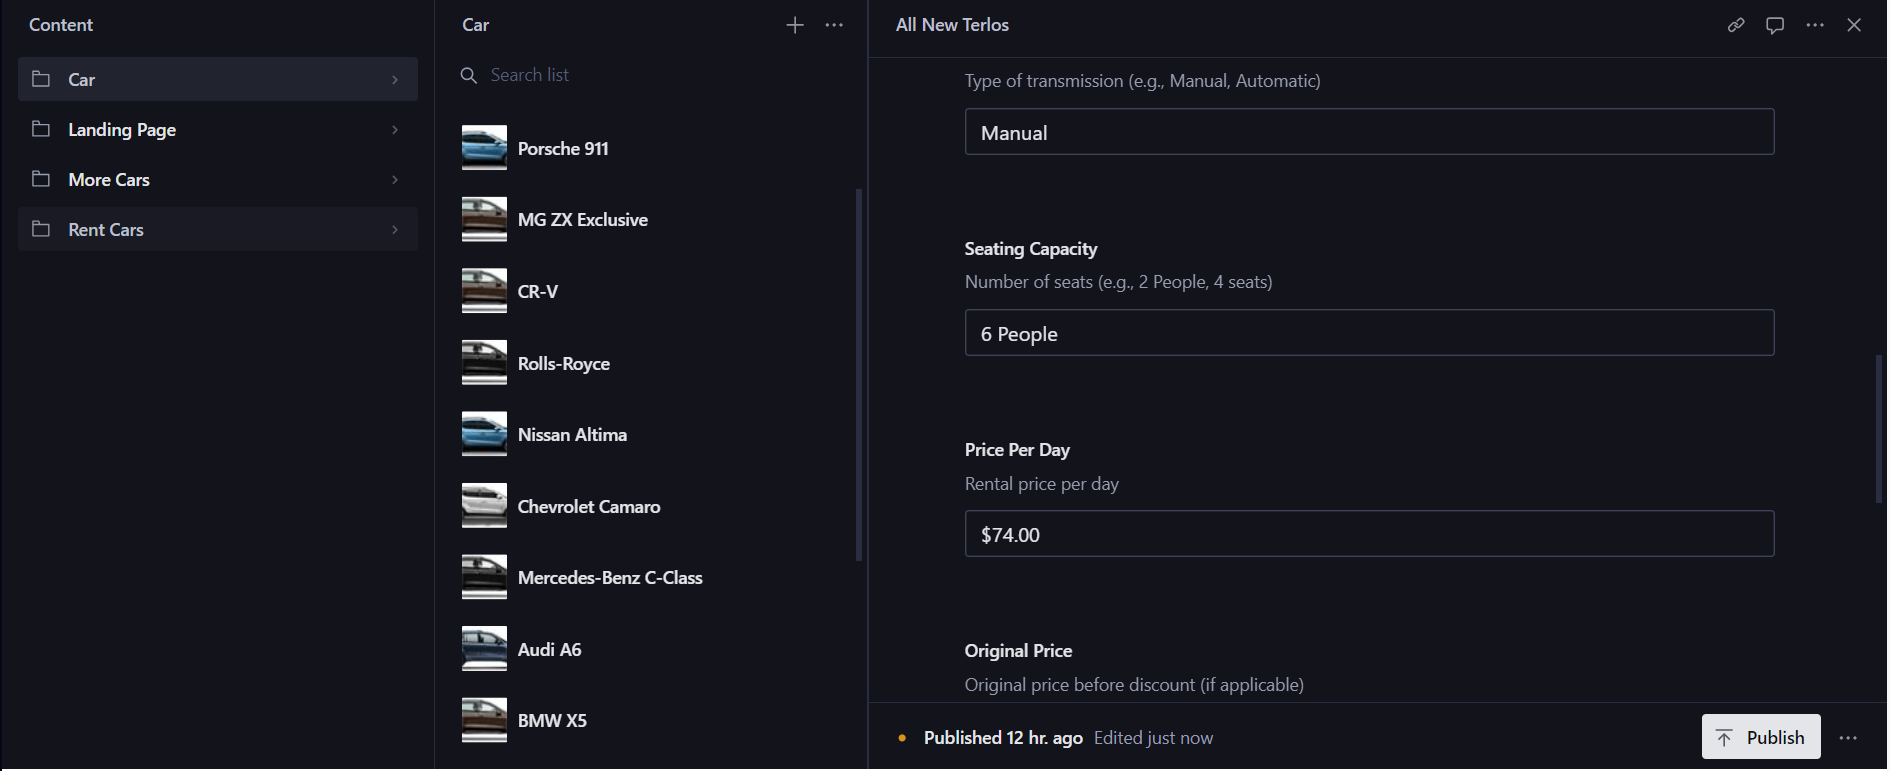 Content
Car
Landing Page
More Cars
Rent Cars
Car
Search list
Porsche 911
MG ZX Exclusive
CR-V
Rolls-Royce
Nissan Altima
Chevrolet Camaro
Mercedes-Benz C-Class
Audi A6
BMW X5
All New Terlos
Type of transmission (e.g., Manual, Automatic)
Manual
Seating Capacity
Number of seats (e.g., 2 People, 4 seats)
6 People
Price Per Day
Rental price per day
$74.00
Original Price
Original price before discount (if applicable)
Published 12 hr. ago Edited just now
Publish